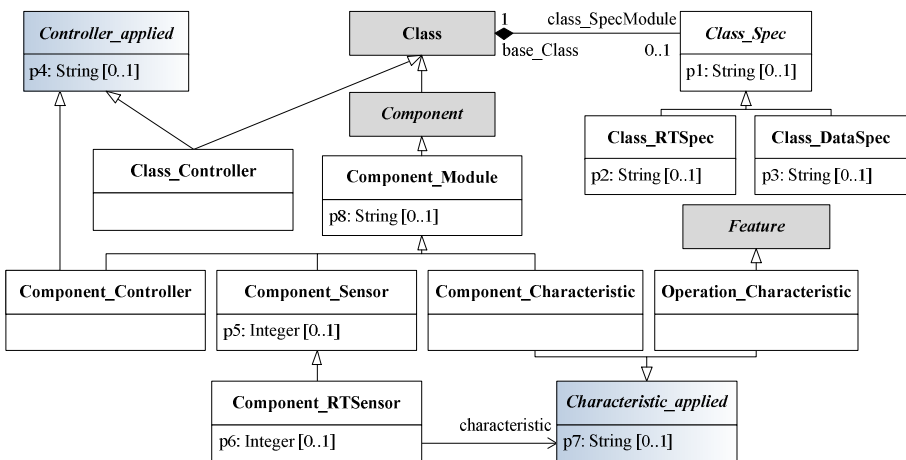 Controller_applied
p4: String [0..1]
Class
1
class_SpecModule
base_Class
0..1
Class_Spec
p1: String [0..1]
Component
Class_RTSpec
p2: String [0..1]
Class_DataSpec
p3: String [0..1]
Class_Controller
Component_Module
p8: String [0..1]
Feature
Component_Controller
Component_Sensor
p5: Integer [0..1]
Component_Characteristic
Operation_Characteristic
Component_RTSensor
p6: Integer [0..1]
characteristic
Characteristic_applied
p7: String [0..1]